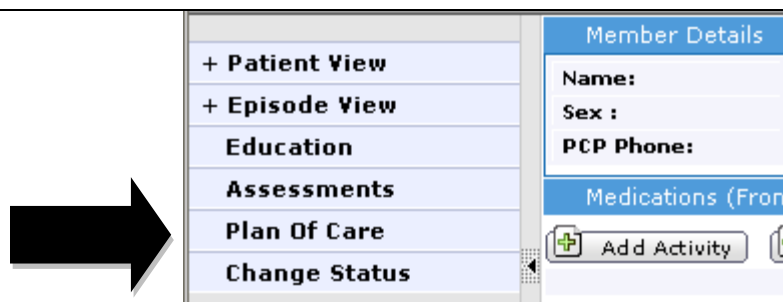 + Patient View
+ Episode View
Education
Assessments
Plan Of Care
Change Status
Member Details
Name:
Sex :
PCP Phone:
Medications (From
Add Activity